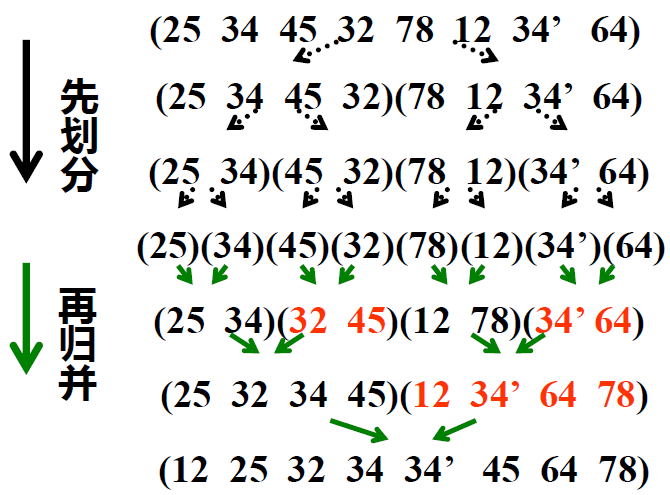 (25 34 45 32 78 12 34’ 64)
先划分
(25 34 45 32)(78 12 34’ 64)
(25 34)(45 32)(78 12)(34’ 64)
(25)(34)(45)(32)(78)(12)(34’)(64)
再归并
(25 34)(32 45)(12 78)(34’ 64)
(25 32 34 45)(12 34’ 64 78)
(12 25 32 34 34’ 45 64 78)